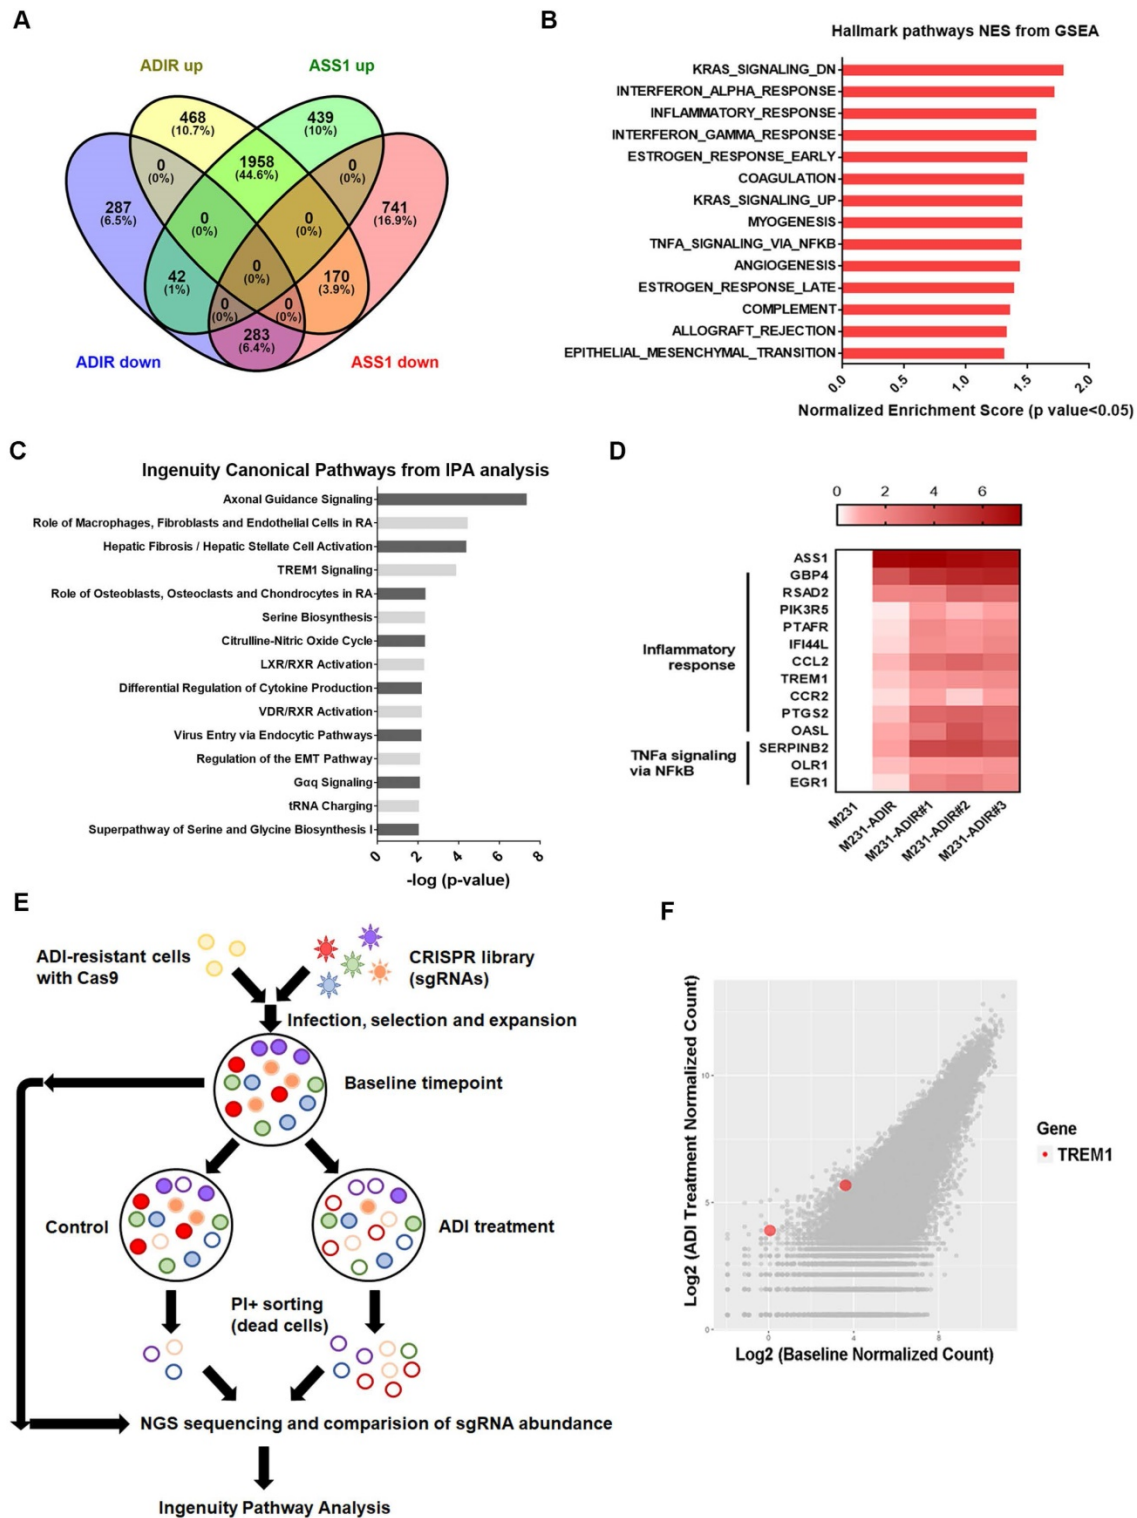 A
ADIR up
ASS1 up
468
(10.7%)
439
(10%)
0
(0%)
1958
(44.6%)
0
(0%)
287
(6.5%)
0
(0%)
0
(0%)
741
(16.9%)
42
(1%)
0
(0%)
170
(3.9%)
0
(0%)
0
(0%)
283
(6.4%)
ADIR down
ASS1 down
B
Hallmark pathways NES from GSEA
KRAS_SIGNALING_DN
INTERFERON_ALPHA_RESPONSE
INFLAMMATORY_RESPONSE
INTERFERON_GAMMA_RESPONSE
ESTROGEN_RESPONSE_EARLY
COAGULATION
KRAS_SIGNALING_UP
MYOGENESIS
TNFA_SIGNALING_VIA_NFKB
ANGIOGENESIS
ESTROGEN_RESPONSE_LATE
COMPLEMENT
ALLOGRAFT_REJECTION
EPITHELIAL_MESENCHYMAL_TRANSITION
0.0 0.5 1.0 1.5 2.0
Normalized Enrichment Score (p value<0.05)
C
Ingenuity Canonical Pathways from IPA analysis
Axonal Guidance Signaling
Role of Macrophages, Fibroblasts and Endothelial Cells in RA
Hepatic Fibrosis / Hepatic Stellate Cell Activation
TREM1 Signaling
Role of Osteoblasts, Osteoclasts and Chondrocytes in RA
Serine Biosynthesis
Citrulline-Nitric Oxide Cycle
LXR/RXR Activation
Differential Regulation of Cytokine Production
VDR/RXR Activation
Virus Entry via Endocytic Pathways
Regulation of the EMT Pathway
Gαq Signaling
tRNA Charging
Superpathway of Serine and Glycine Biosynthesis I
0 2 4 6 8
-log (p-value)
D
0 2 4 6
ASS1
GBP4
RSAD2
PIK3R5
PTAFR
IFI44L
CCL2
TREM1
CCR2
PTGS2
OASL
SERPINB2
OLR1
EGR1
Inflammatory
response
TNFa signaling
via NFkB
M231
M231-ADIR
M231-ADIR#1
M231-ADIR#2
M231-ADIR#3
E
ADI-resistant cells
with Cas9
CRISPR library
(sgRNAs)
Infection, selection and expansion
Baseline timepoint
Control
ADI treatment
PI+ sorting
(dead cells)
NGS sequencing and comparision of sgRNA abundance
Ingenuity Pathway Analysis
F
Log2 (ADI Treatment Normalized Count)
10
5
0
0 4 8
Log2 (Baseline Normalized Count)
Gene
TREM1